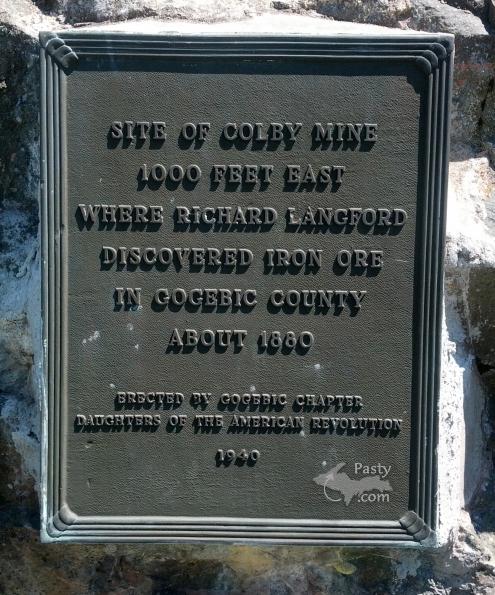 SITE OF COLBY MINE
1000 FEET EAST
WHERE RICHARD LANGFORD
DISCOVERED IRON ORE
IN GOGEBIC COUNTY
ABOUT 1880
ERECTED BY GOGEBIC CHAPTER
DAUGHTERS OF THE AMERICAN REVOLUTION
1940
Pasty
.com